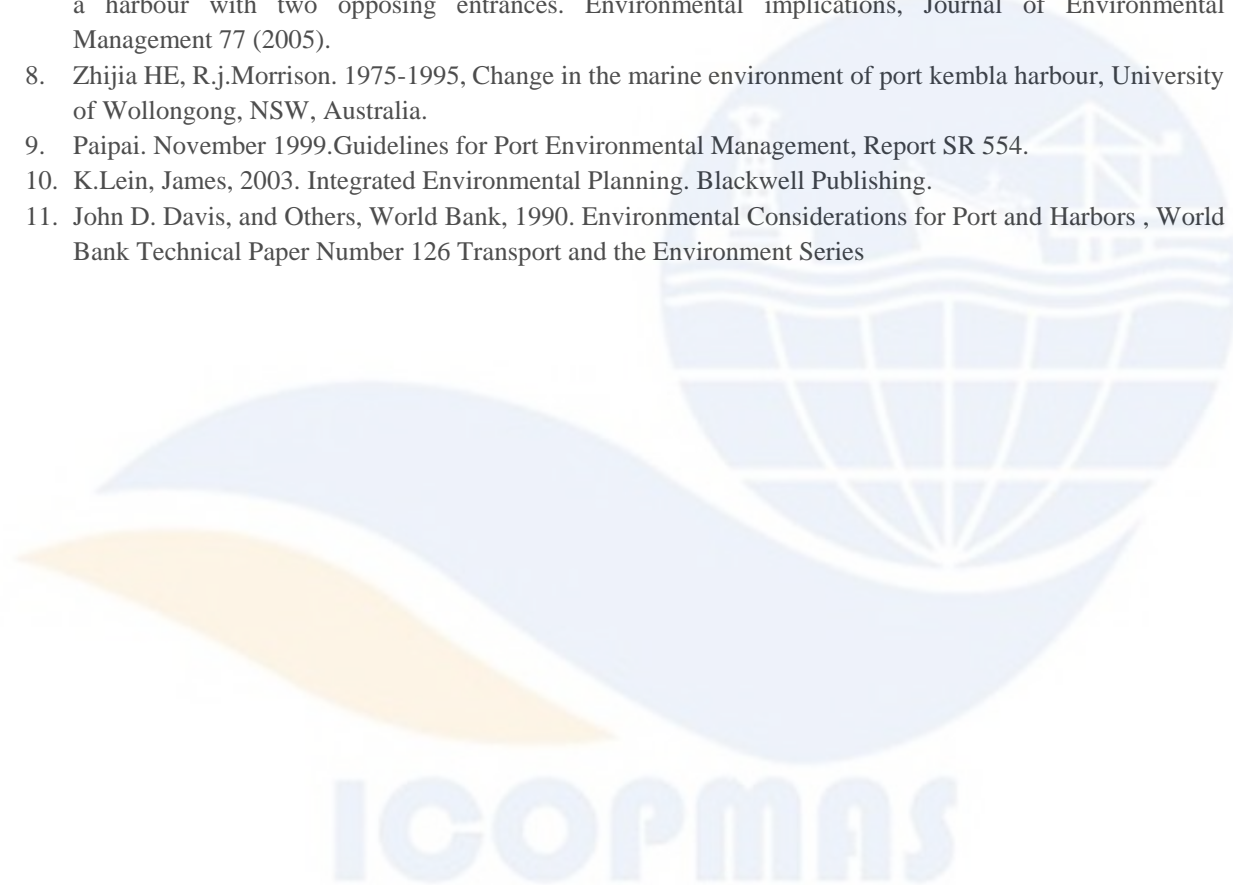 a harbour with two opposing entrances. Environmental implications, Journal of Environmental
Management 77 (2005).
8. Zhijia HE, R.j.Morrison. 1975-1995, Change in the marine environment of port kembla harbour, University
of Wollongong, NSW, Australia.
9. Paipai. November 1999.Guidelines for Port Environmental Management, Report SR 554.
10. K.Lein, James, 2003. Integrated Environmental Planning. Blackwell Publishing.
11. John D. Davis, and Others, World Bank, 1990. Environmental Considerations for Port and Harbors , World
Bank Technical Paper Number 126 Transport and the Environment Series
ICOPMAS